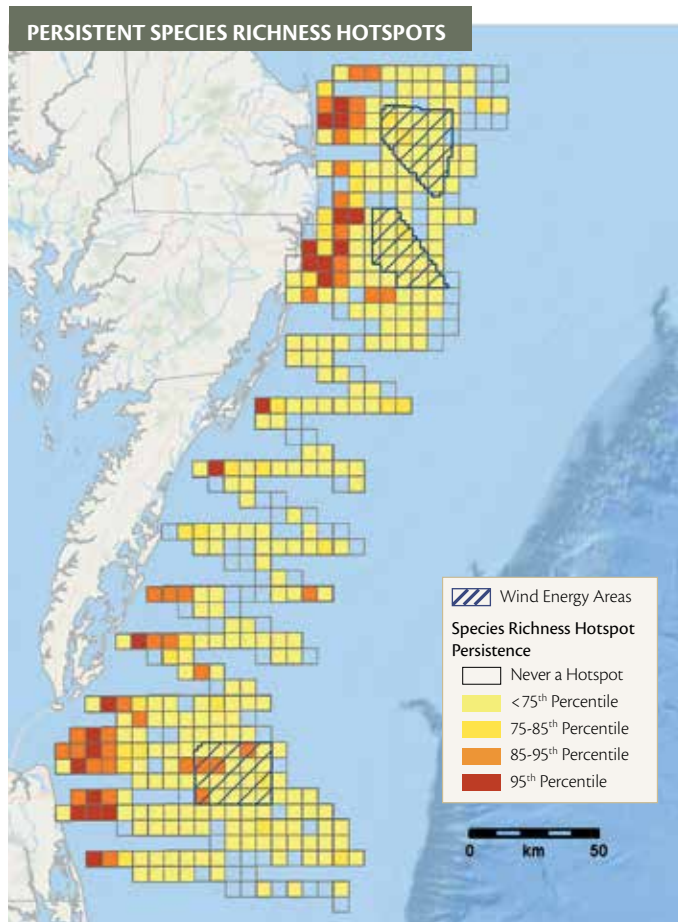 PERSISTENT SPECIES RICHNESS HOTSPOTS
Wind Energy Areas
Species Richness Hotspot
Persistence
Never a Hotspot
<75th Percentile
75-85th Percentile
85-95th Percentile
95th Percentile
0 km 50